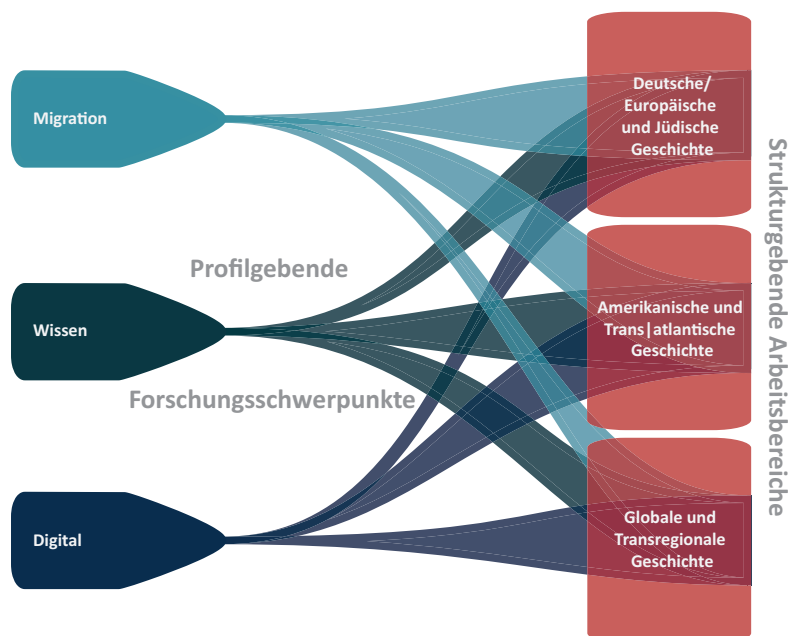 Migration
Wissen
Digital
Profilgebende
Forschungsschwerpunkte
Deutsche/
Europäische
und Jüdische
Geschichte
Amerikanische und
Trans|atlantische
Geschichte
Globale und
Transregionale
Geschichte
Strukturgebende Arbeitsbereiche